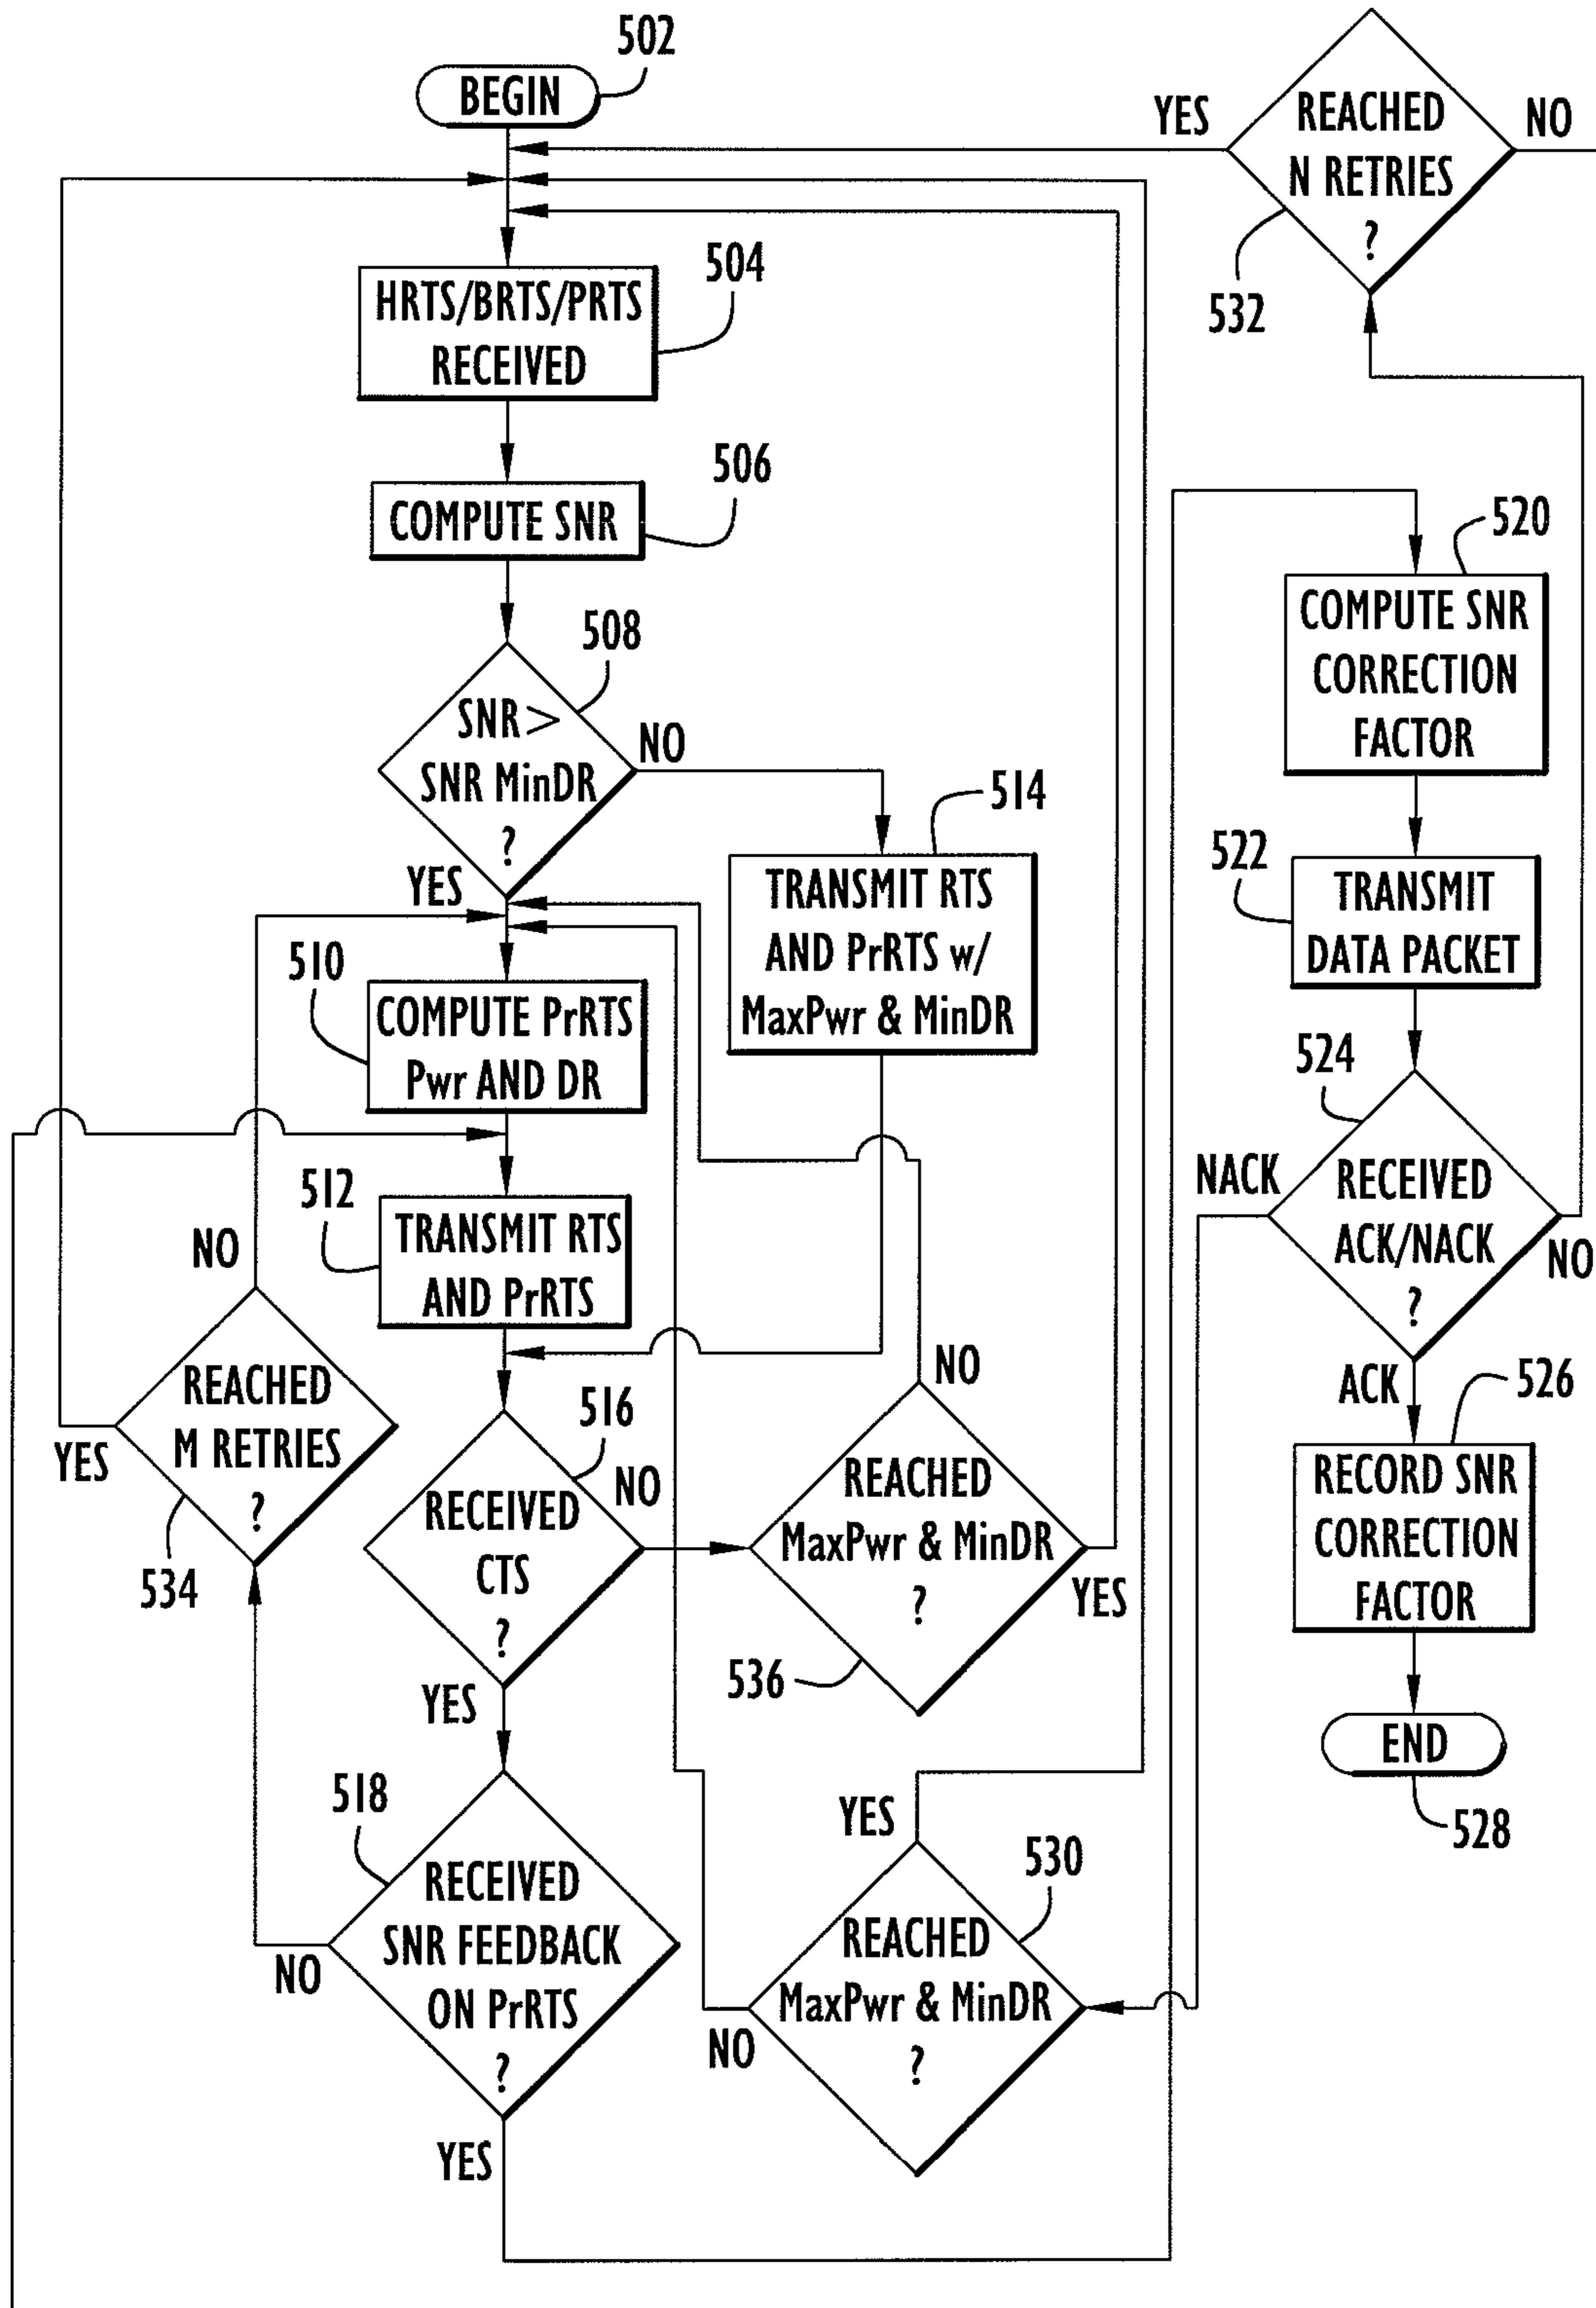 502
BEGIN
YES
REACHED
N RETRIES
?
NO
532
504
HRTS/BRTS/PRTS
RECEIVED
506
COMPUTE SNR
508
SNR >
SNR MinDR
?
NO
YES
514
TRANSMIT RTS
AND PrRTS w/
MaxPwr & MinDR
510
COMPUTE PrRTS
Pwr AND DR
512
TRANSMIT RTS
AND PrRTS
NO
REACHED
M RETRIES
?
YES
534
516
RECEIVED
CTS
?
NO
YES
NO
REACHED
MaxPwr & MinDR
?
YES
536
518
RECEIVED
SNR FEEDBACK
ON PrRTS
?
NO
YES
YES
530
REACHED
MaxPwr & MinDR
?
NO
520
COMPUTE SNR
CORRECTION
FACTOR
522
TRANSMIT
DATA PACKET
524
NACK
RECEIVED
ACK/NACK
?
NO
ACK
526
RECORD SNR
CORRECTION
FACTOR
END
528